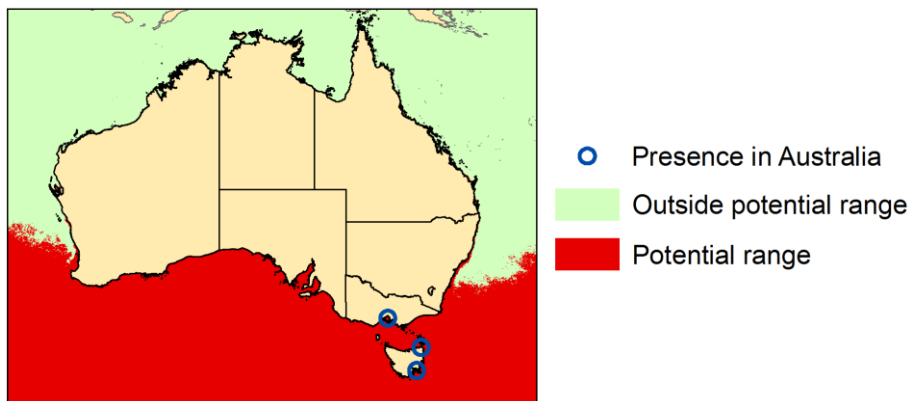 Presence in Australia
Outside potential range
Potential range